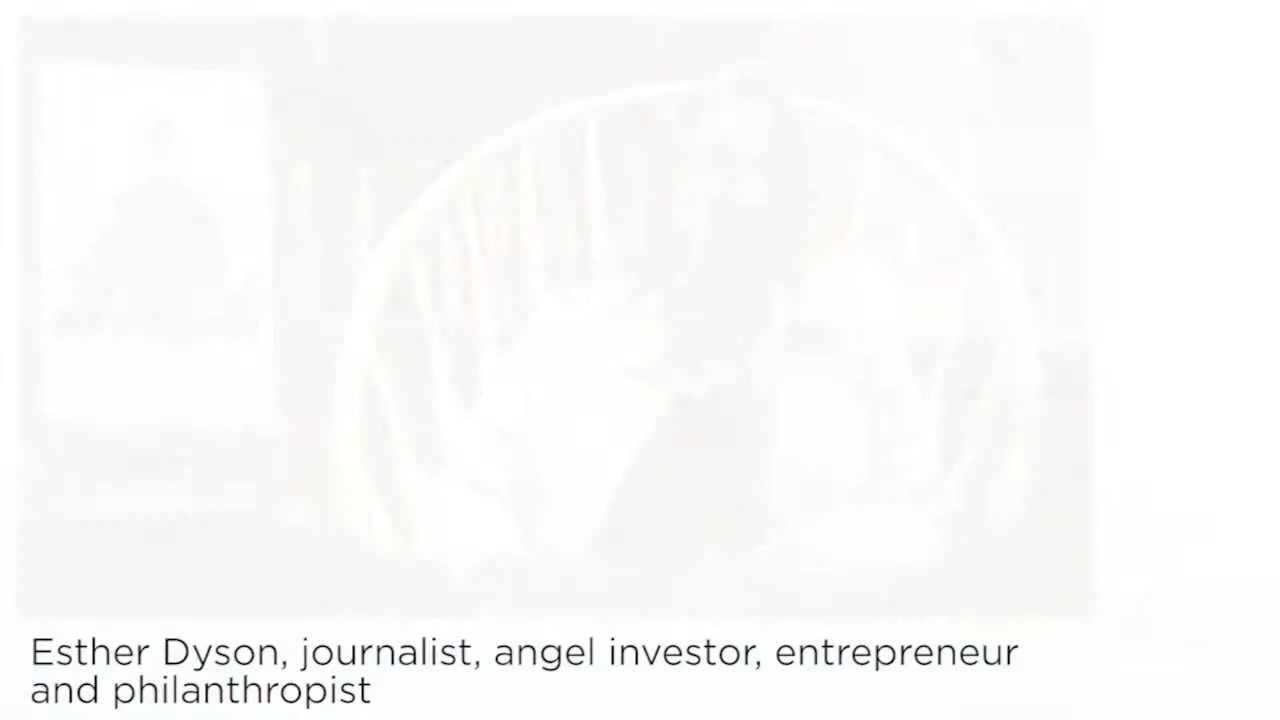 Esther Dyson, journalist, angel investor, entrepreneur
and philanthropist